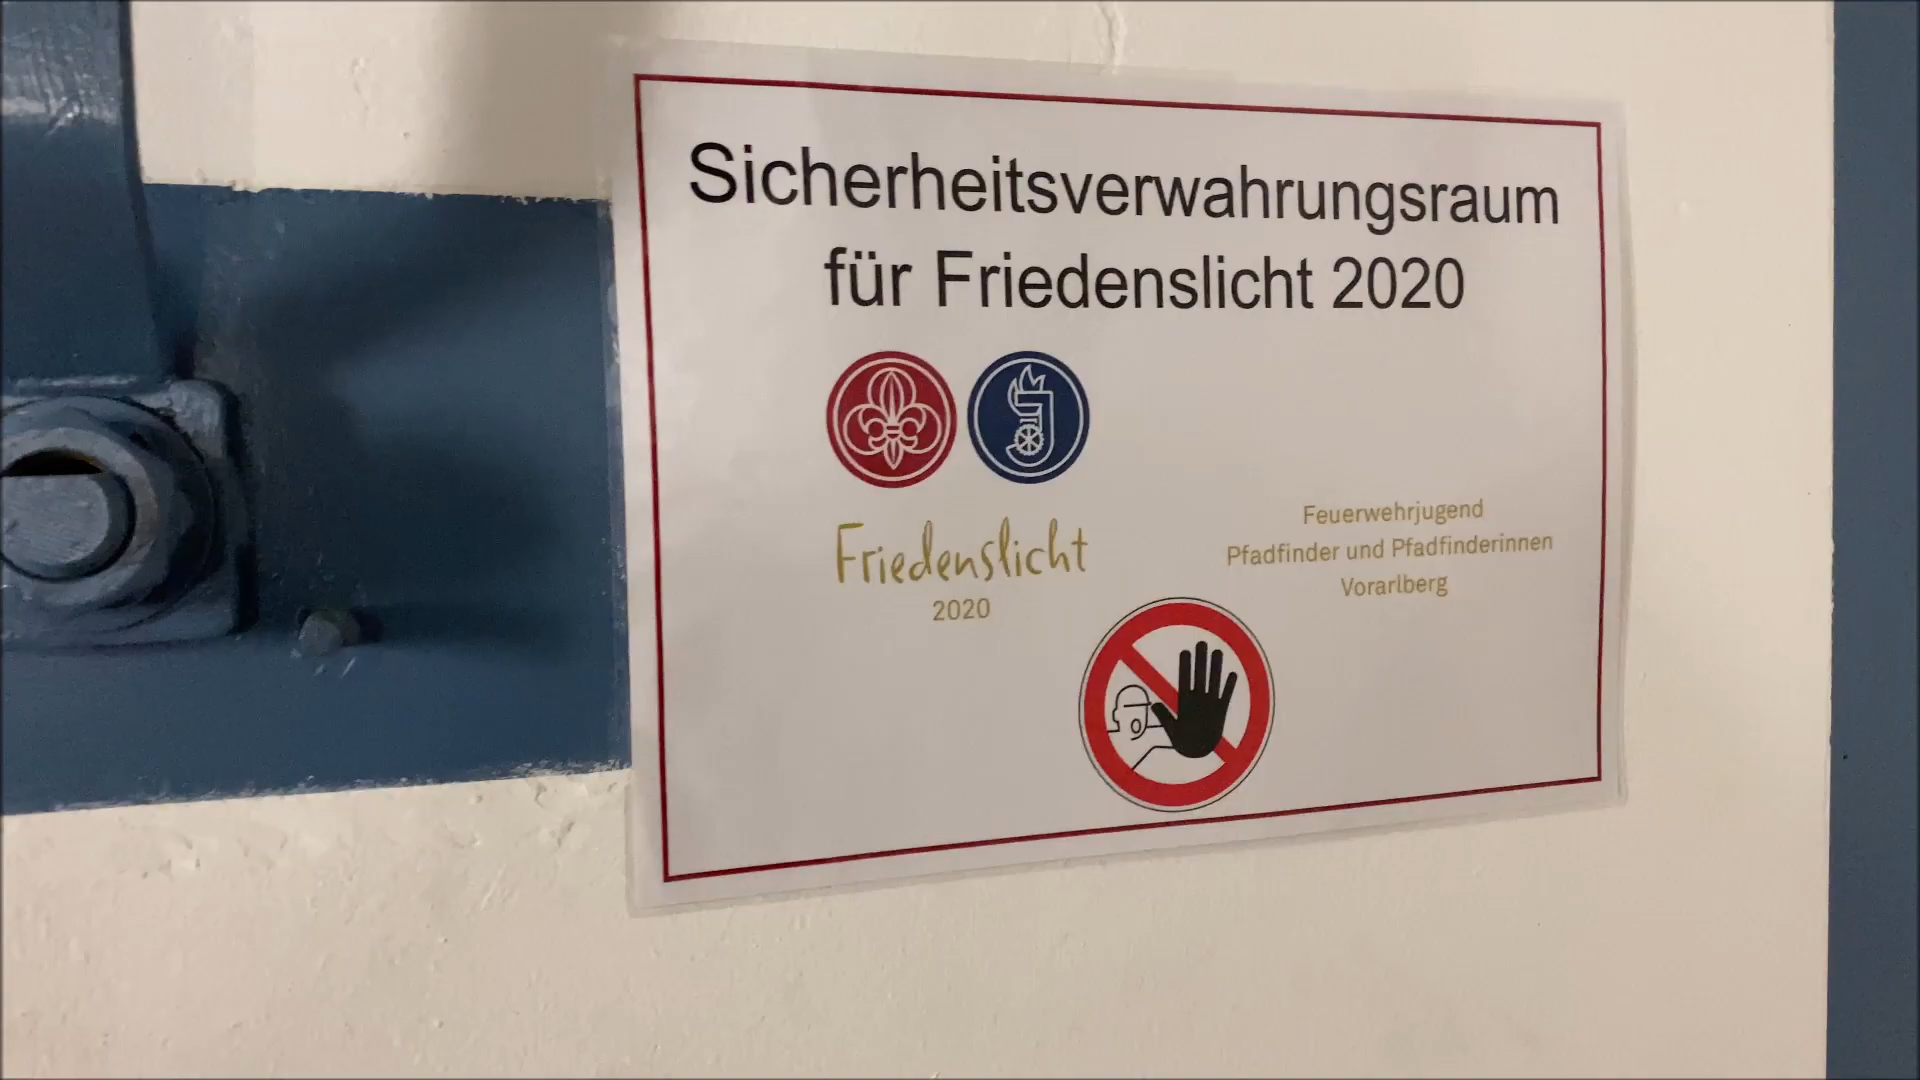 Sicherheitsverwahrungsraum
für Friedenslicht 2020
Friedenslicht
2020
Feuerwehrjugend
Pfadfinder und Pfadfinderinnen
Vorarlberg